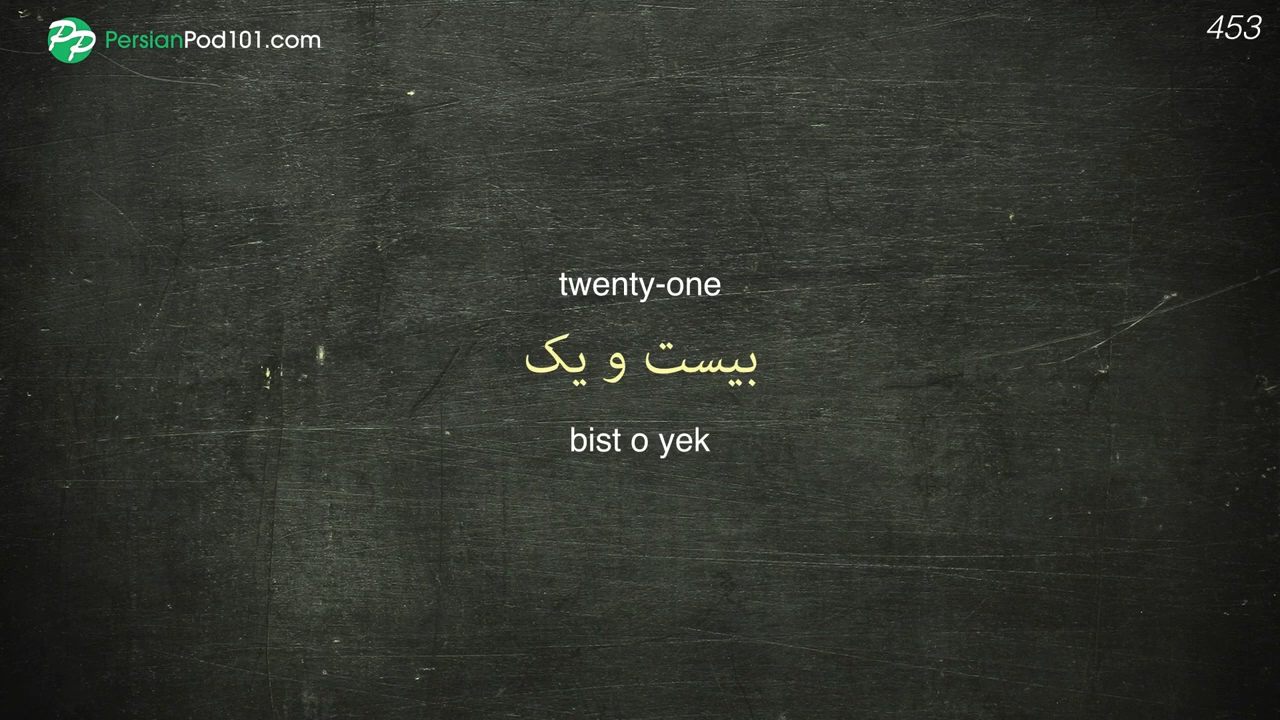 PersianPod101.com
453
twenty-one
بیست و یک
bist o yek